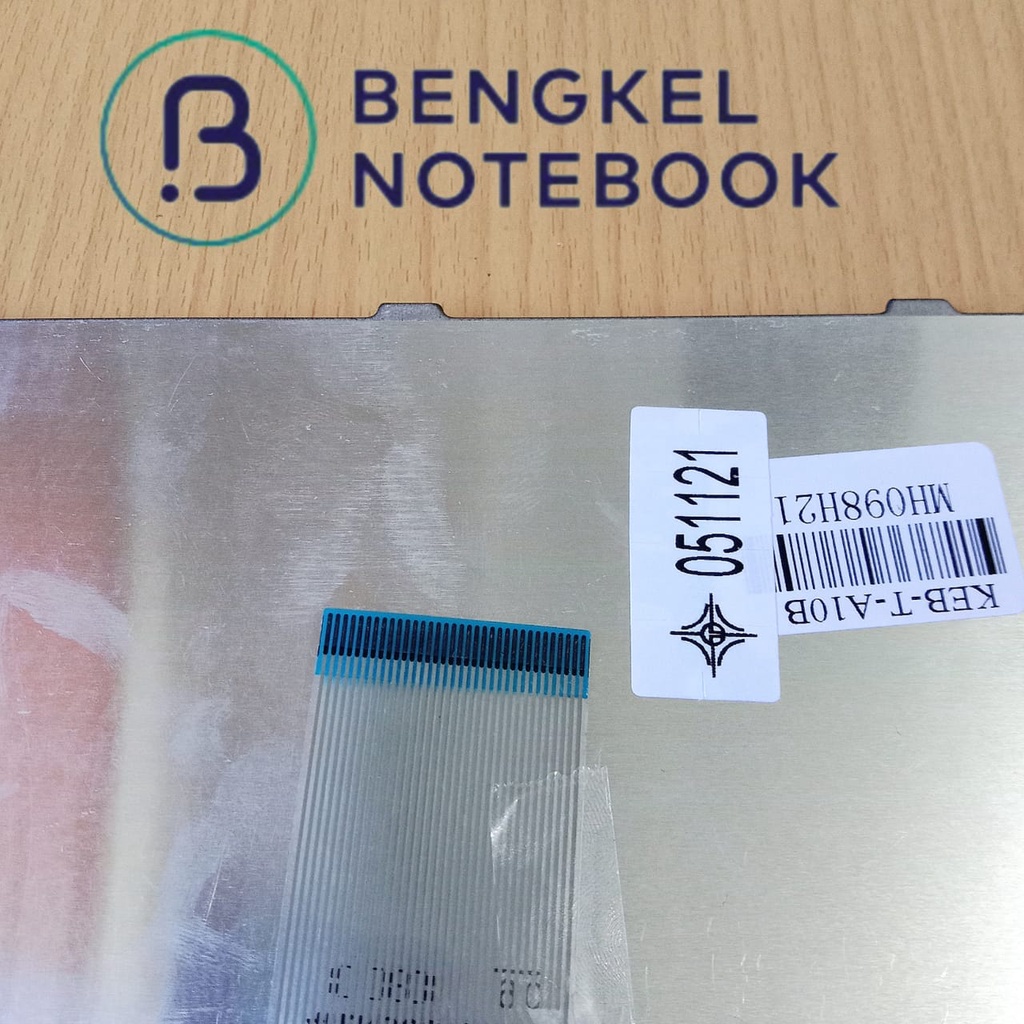 BENGKEL
NOTEBOOK
051121
MH098H21
KEB-T-A10B